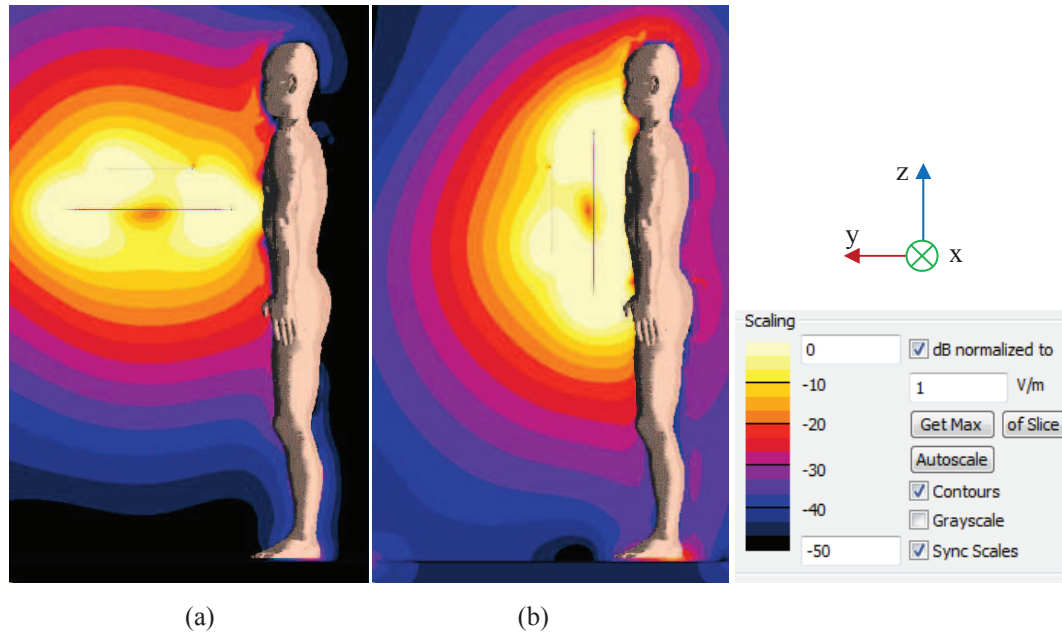 z
y
x
Scaling
0
dB normalized to
-10
1
V/m
-20
Get Max
of Slice
-30
Autoscale
Contours
-40
Grayscale
-50
Sync Scales
(a)
(b)